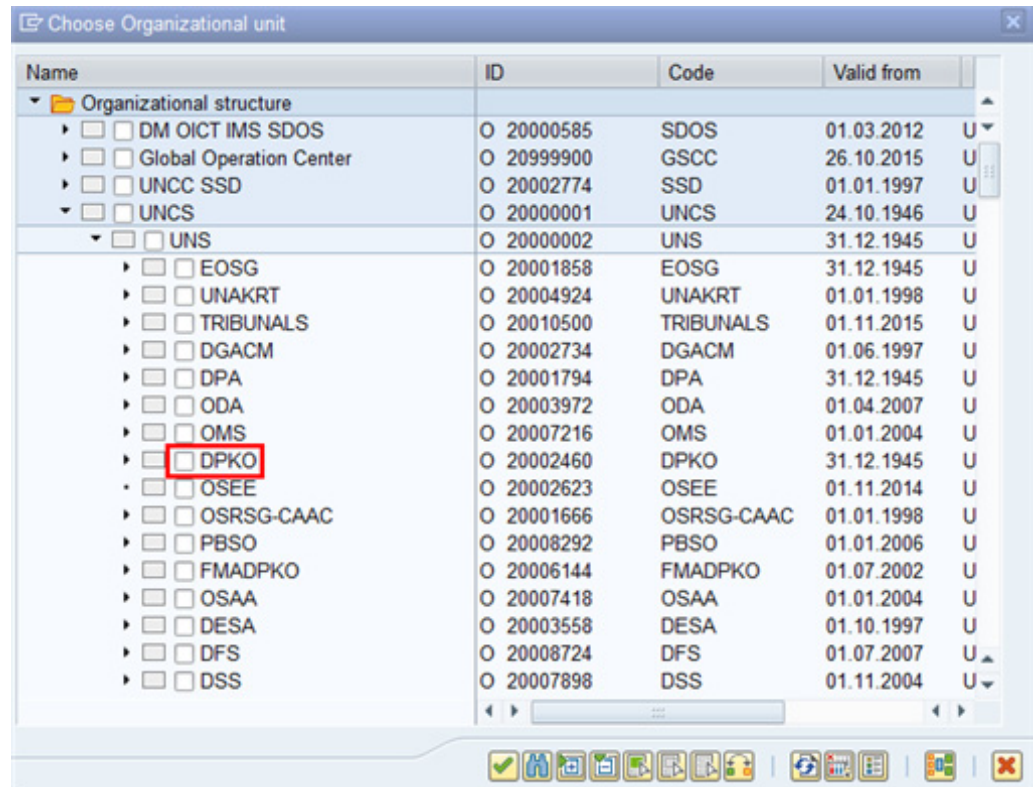 Choose Organizational unit
Name ID Code Valid from
Organizational structure
DM OICT IMS SDOS O 20000585 SDOS 01.03.2012 U
Global Operation Center O 20999900 GSCC 26.10.2015 U
UNCC SSD O 20002774 SSD 01.01.1997 U
UNCS O 20000001 UNCS 24.10.1946 U
UNS O 20000002 UNS 31.12.1945 U
EOSG O 20001858 EOSG 31.12.1945 U
UNAKRT O 20004924 UNAKRT 01.01.1998 U
TRIBUNALS O 20010500 TRIBUNALS 01.11.2015 U
DGACM O 20002734 DGACM 01.06.1997 U
DPA O 20001794 DPA 31.12.1945 U
ODA O 20003972 ODA 01.04.2007 U
OMS O 20007216 OMS 01.01.2004 U
DPKO O 20002460 DPKO 31.12.1945 U
OSEE O 20002623 OSEE 01.11.2014 U
OSRSG-CAAC O 20001666 OSRSG-CAAC 01.01.1998 U
PBSO O 20008292 PBSO 01.01.2006 U
FMADPKO O 20006144 FMADPKO 01.07.2002 U
OSAA O 20007418 OSAA 01.01.2004 U
DESA O 20003558 DESA 01.10.1997 U
DFS O 20008724 DFS 01.07.2007 U
DSS O 20007898 DSS 01.11.2004 U